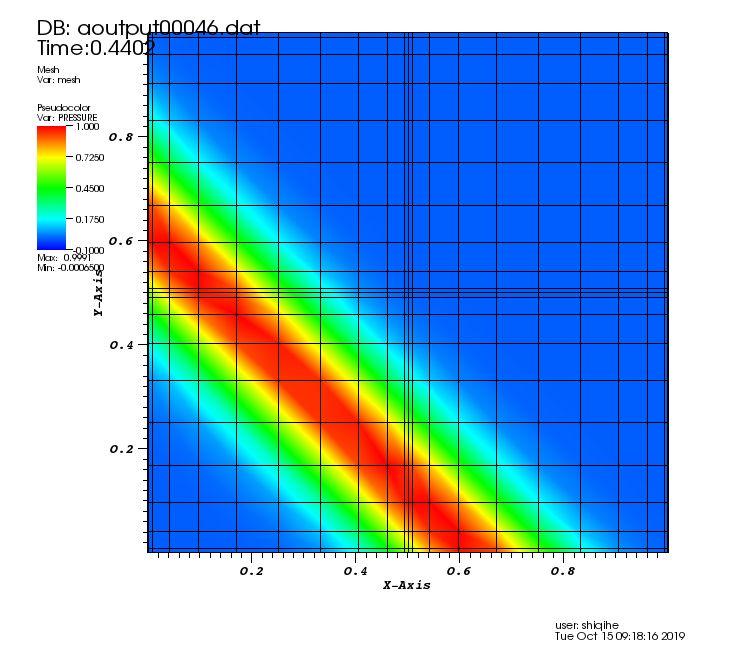 DB: aoutput00046.dat
Time:0.4402
Mesh
Var: mesh
Pseudocolor
Var: PRESSURE
1.000
0.7250
0.4500
0.1750
-0.1000
Max: 0.9991
Min: -0.0006500
Y-Axis
0.8
0.6
0.4
0.2
0.2 0.4 0.6 0.8
X-Axis
user: shiqihe
Tue Oct 15 09:18:16 2019